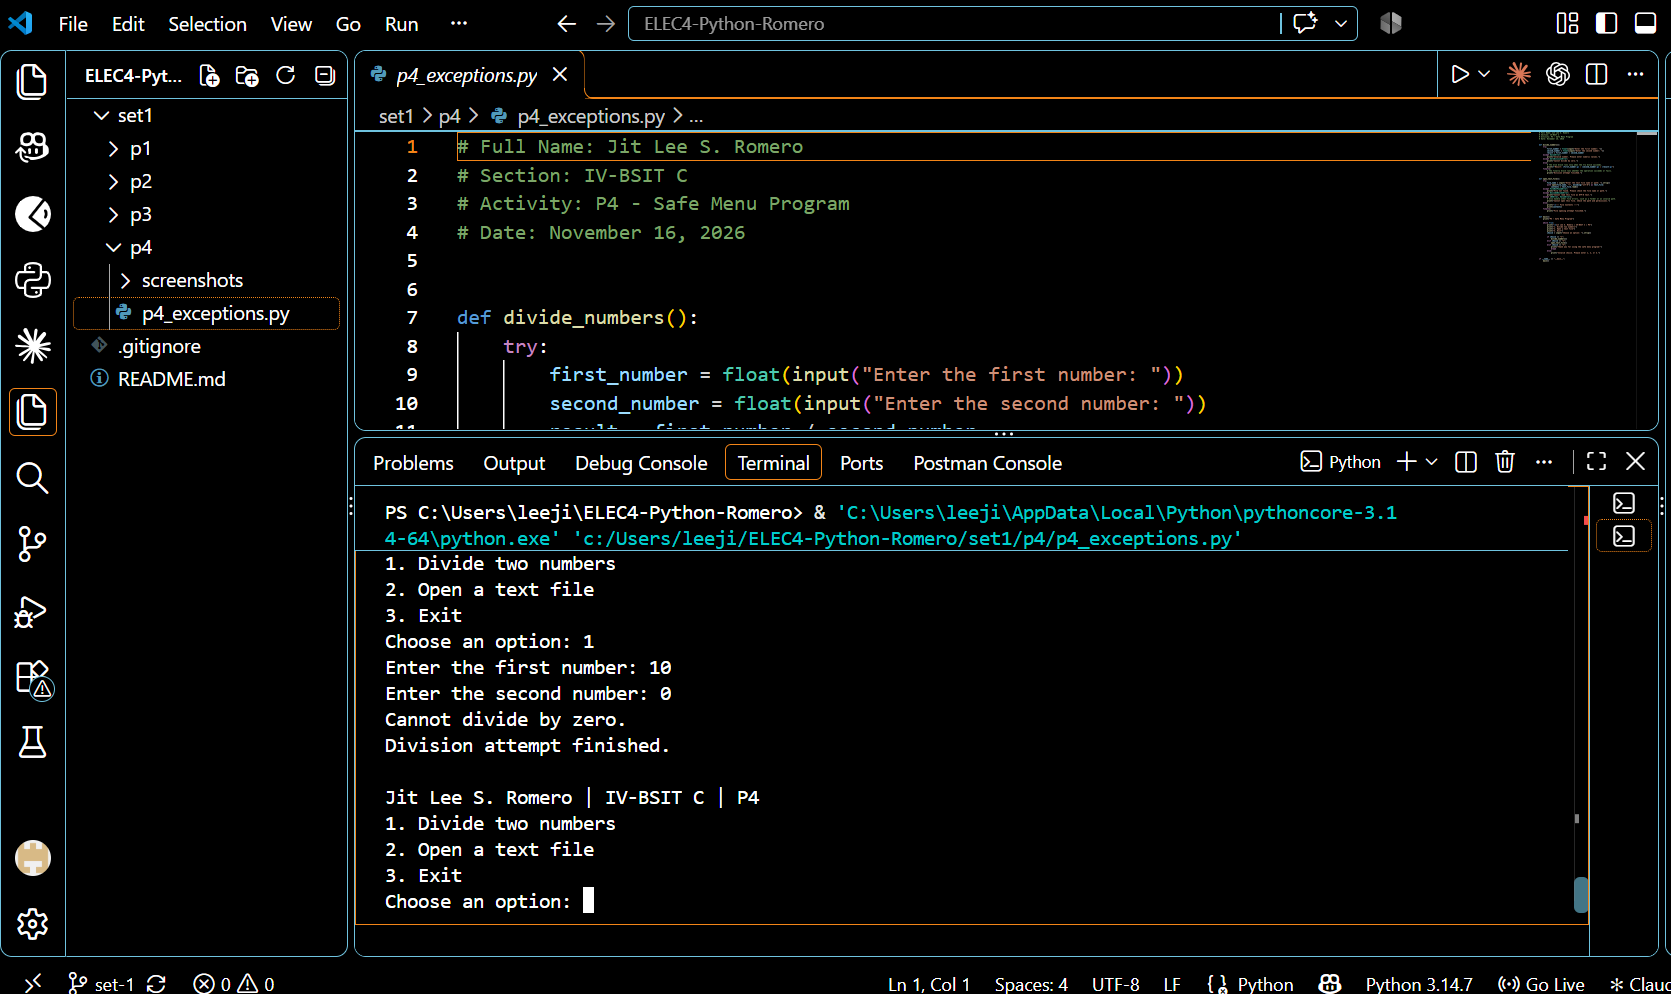 File Edit Selection View Go Run ELEC4-Python-Romero
ELEC4-Pyt...
set1
p1
p2
p3
p4
screenshots
p4_exceptions.py
.gitignore
README.md
p4_exceptions.py
set1 > p4 > p4_exceptions.py > ...
1 # Full Name: Jit Lee S. Romero
2 # Section: IV-BSIT C
3 # Activity: P4 - Safe Menu Program
4 # Date: November 16, 2026
5
6
7 def divide_numbers():
8 try:
9 first_number = float(input("Enter the first number: "))
10 second_number = float(input("Enter the second number: "))
11 result = first_number / second_number
Problems Output Debug Console Terminal Ports Postman Console Python
PS C:\Users\leeji\ELEC4-Python-Romero> & 'C:\Users\leeji\AppData\Local\Python\pythoncore-3.1
4-64\python.exe' 'c:/Users/leeji/ELEC4-Python-Romero/set1/p4/p4_exceptions.py'
1. Divide two numbers
2. Open a text file
3. Exit
Choose an option: 1
Enter the first number: 10
Enter the second number: 0
Cannot divide by zero.
Division attempt finished.
Jit Lee S. Romero | IV-BSIT C | P4
1. Divide two numbers
2. Open a text file
3. Exit
Choose an option:
set-1 0 0 Ln 1, Col 1 Spaces: 4 UTF-8 LF Python Python 3.14.7 Go Live Claud